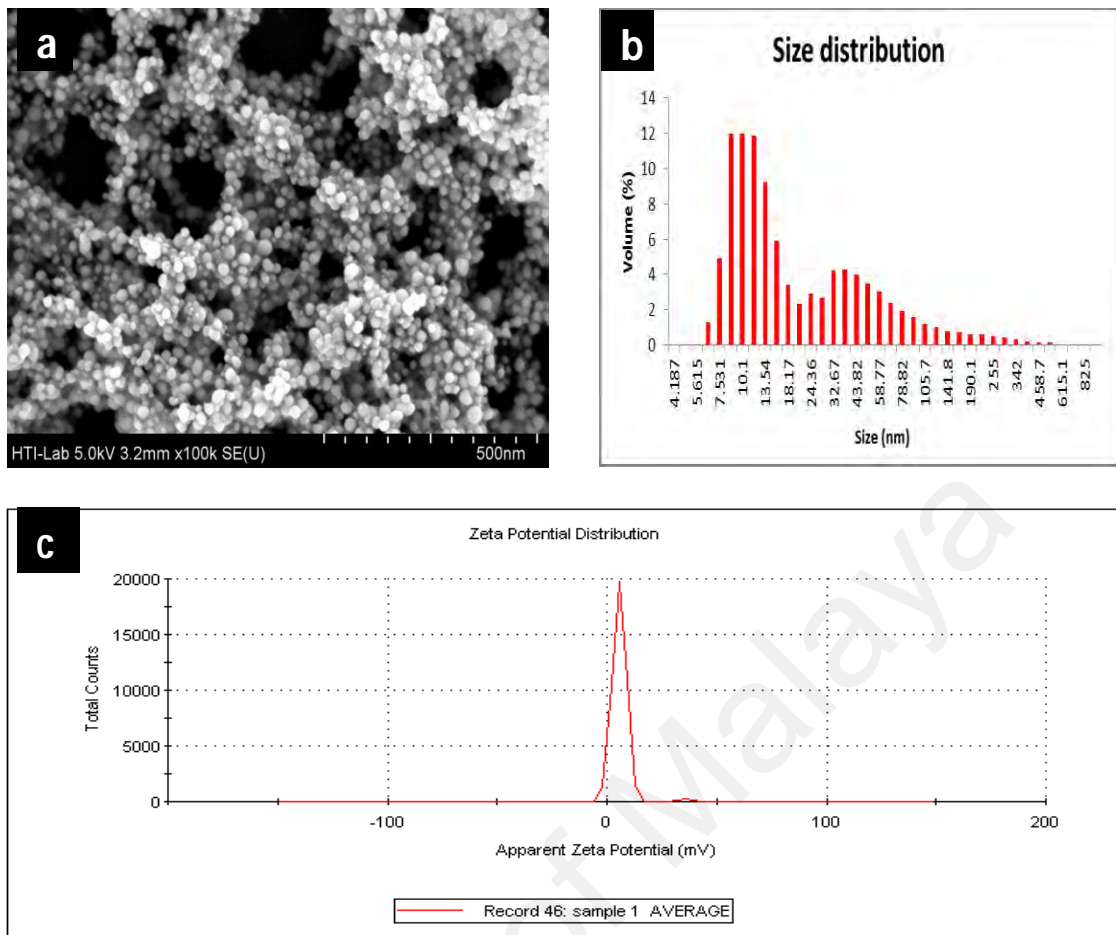 a
HTI-Lab 5.0kV 3.2mm x100k SE(U) 500nm
b
Size distribution
Volume (%)
14
12
10
8
6
4
2
0
4.187 5.615 7.531 10.1 13.54 18.17 24.36 32.67 43.82 58.77 78.82 105.7 141.8 190.1 255 342 458.7 615.1 825
Size (nm)
c
Zeta Potential Distribution
Total Counts
20000
15000
10000
5000
0
-100 0 100 200
Apparent Zeta Potential (mV)
Record 46: sample 1 AVERAGE
of Malaya